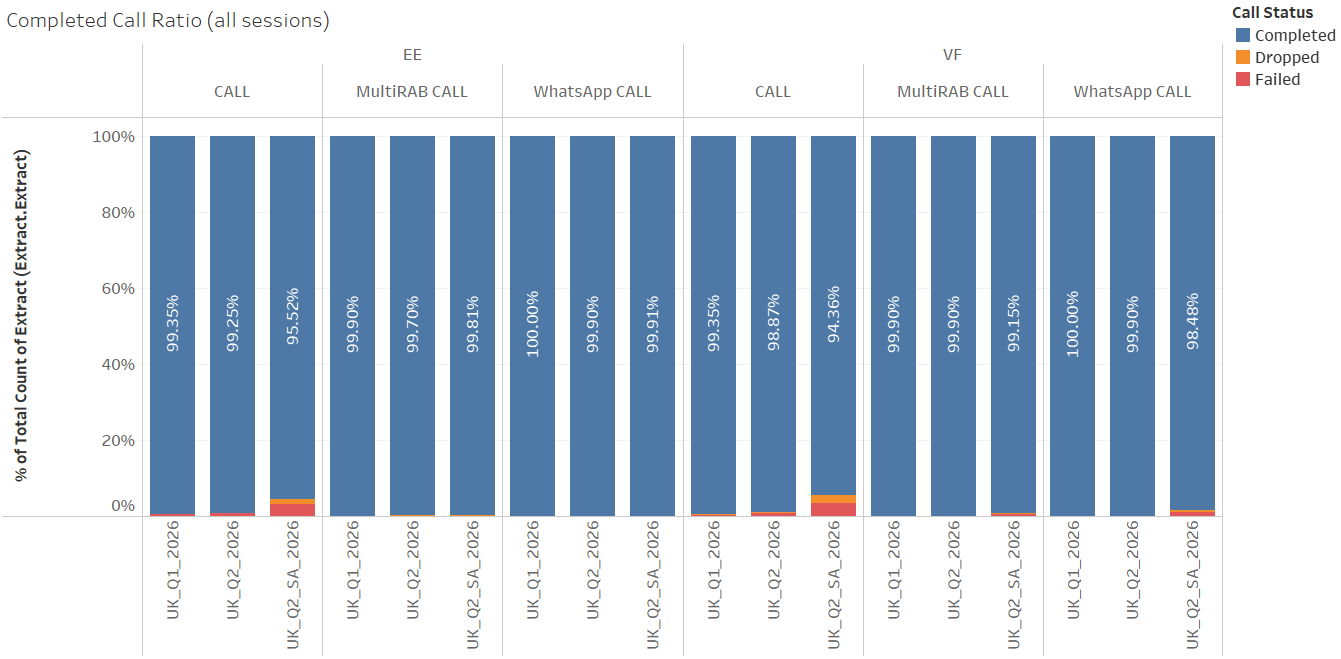 Completed Call Ratio (all sessions)
Call Status
Completed
Dropped
Failed
EE
VF
CALL
MultiRAB CALL
WhatsApp CALL
CALL
MultiRAB CALL
WhatsApp CALL
% of Total Count of Extract (Extract.Extract)
100%
80%
60%
40%
20%
0%
99.35%
99.25%
95.52%
99.90%
99.70%
99.81%
100.00%
99.90%
99.91%
99.35%
98.87%
94.36%
99.90%
99.90%
99.15%
100.00%
99.90%
98.48%
UK_Q1_2026
UK_Q2_2026
UK_Q2_SA_2026
UK_Q1_2026
UK_Q2_2026
UK_Q2_SA_2026
UK_Q1_2026
UK_Q2_2026
UK_Q2_SA_2026
UK_Q1_2026
UK_Q2_2026
UK_Q2_SA_2026
UK_Q1_2026
UK_Q2_2026
UK_Q2_SA_2026
UK_Q1_2026
UK_Q2_2026
UK_Q2_SA_2026